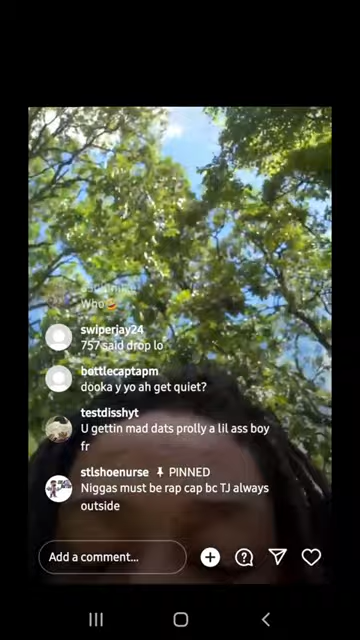 Who
swiperjay24
757 said drop lo
battlecaptapm
dooka y yo ah get quiet?
testdisshyt
U gettin mad dats prolly a lil ass boy
fr
stlshoenurse PINNED
Niggas must be rap cap bc TJ always
outside
Add a comment...